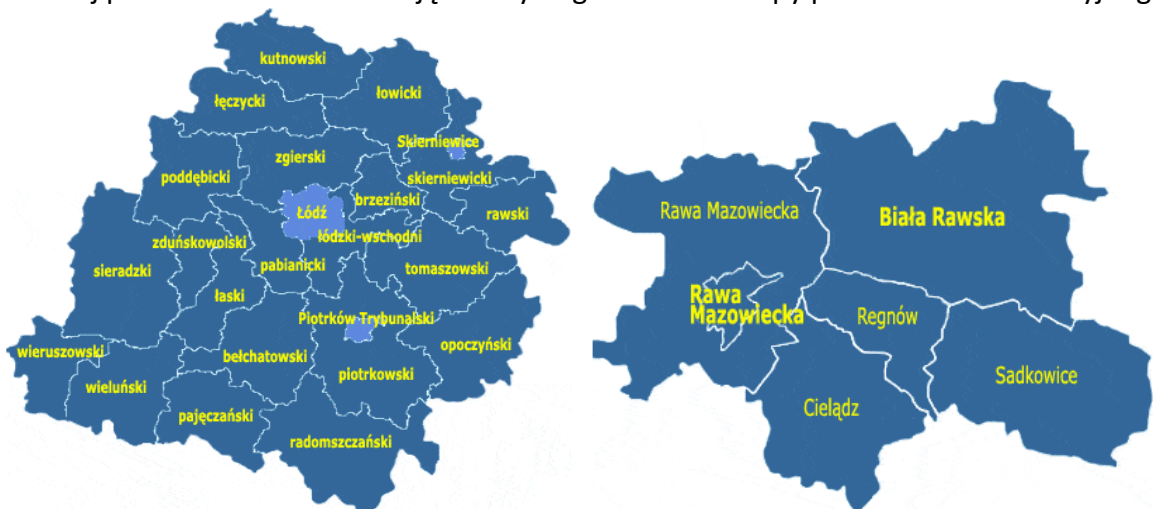 kutnowski
łowicki
łęczycki
Skierniewice
zgierski
poddębicki
skierniewicki
brzeziński
rawski
Łódź
łódzki-wschodni
zduńskowolski
sieradzki
pabianicki
tomaszowski
łaski
Piotrków Trybunalski
opoczyński
wieruszowski
bełchatowski
piotrkowski
wieluński
pajęczański
radomszczański
Rawa Mazowiecka
Biała Rawska
Rawa
Mazowiecka
Regnów
Sadkowice
Cielądz